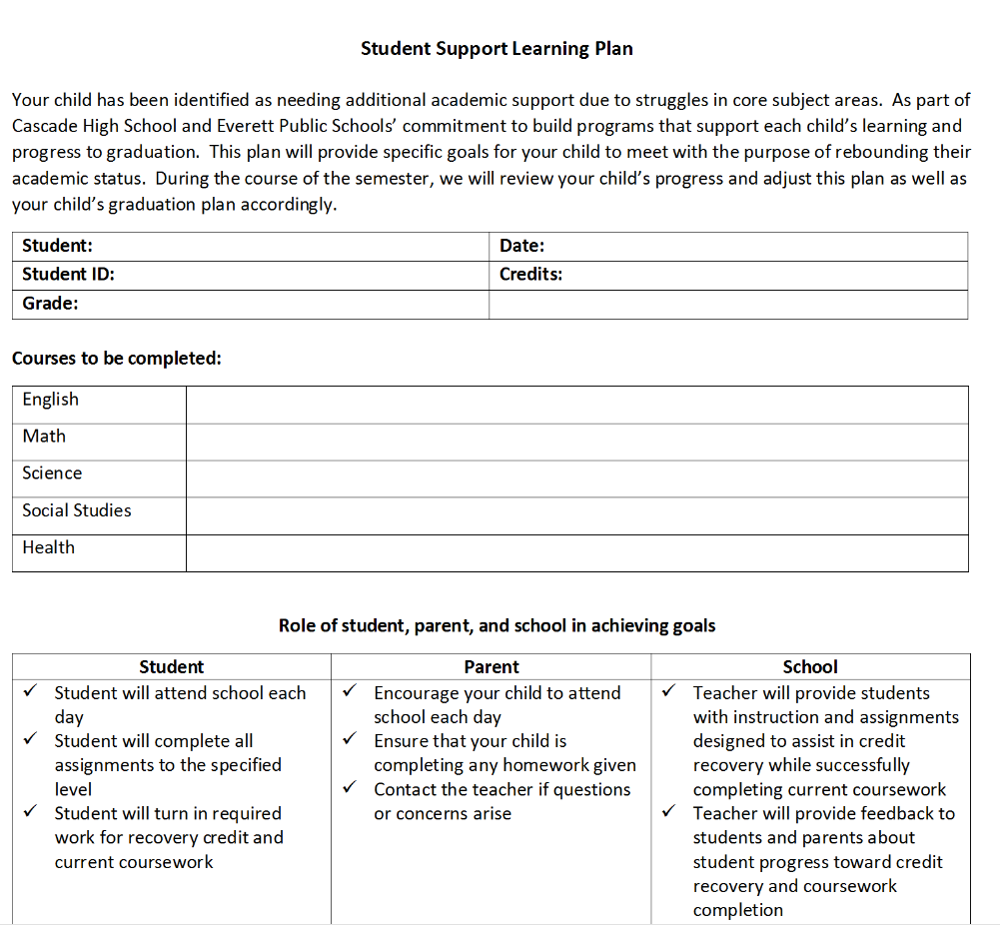 Student Support Learning Plan
Your child has been identified as needing additional academic support due to struggles in core subject areas.  As part of
Cascade High School and Everett Public Schools’ commitment to build programs that support each child’s learning and
progress to graduation.  This plan will provide specific goals for your child to meet with the purpose of rebounding their
academic status.  During the course of the semester, we will review your child’s progress and adjust this plan as well as
your child’s graduation plan accordingly.
Student:
Date:
Student ID:
Credits:
Grade:
Courses to be completed:
English
Math
Science
Social Studies
Health
Role of student, parent, and school in achieving goals
Student
✓ Student will attend school each
day
✓ Student will complete all
assignments to the specified
level
✓ Student will turn in required
work for recovery credit and
current coursework
Parent
✓ Encourage your child to attend
school each day
✓ Ensure that your child is
completing any homework given
✓ Contact the teacher if questions
or concerns arise
School
✓ Teacher will provide students
with instruction and assignments
designed to assist in credit
recovery while successfully
completing current coursework
✓ Teacher will provide feedback to
students and parents about
student progress toward credit
recovery and coursework
completion